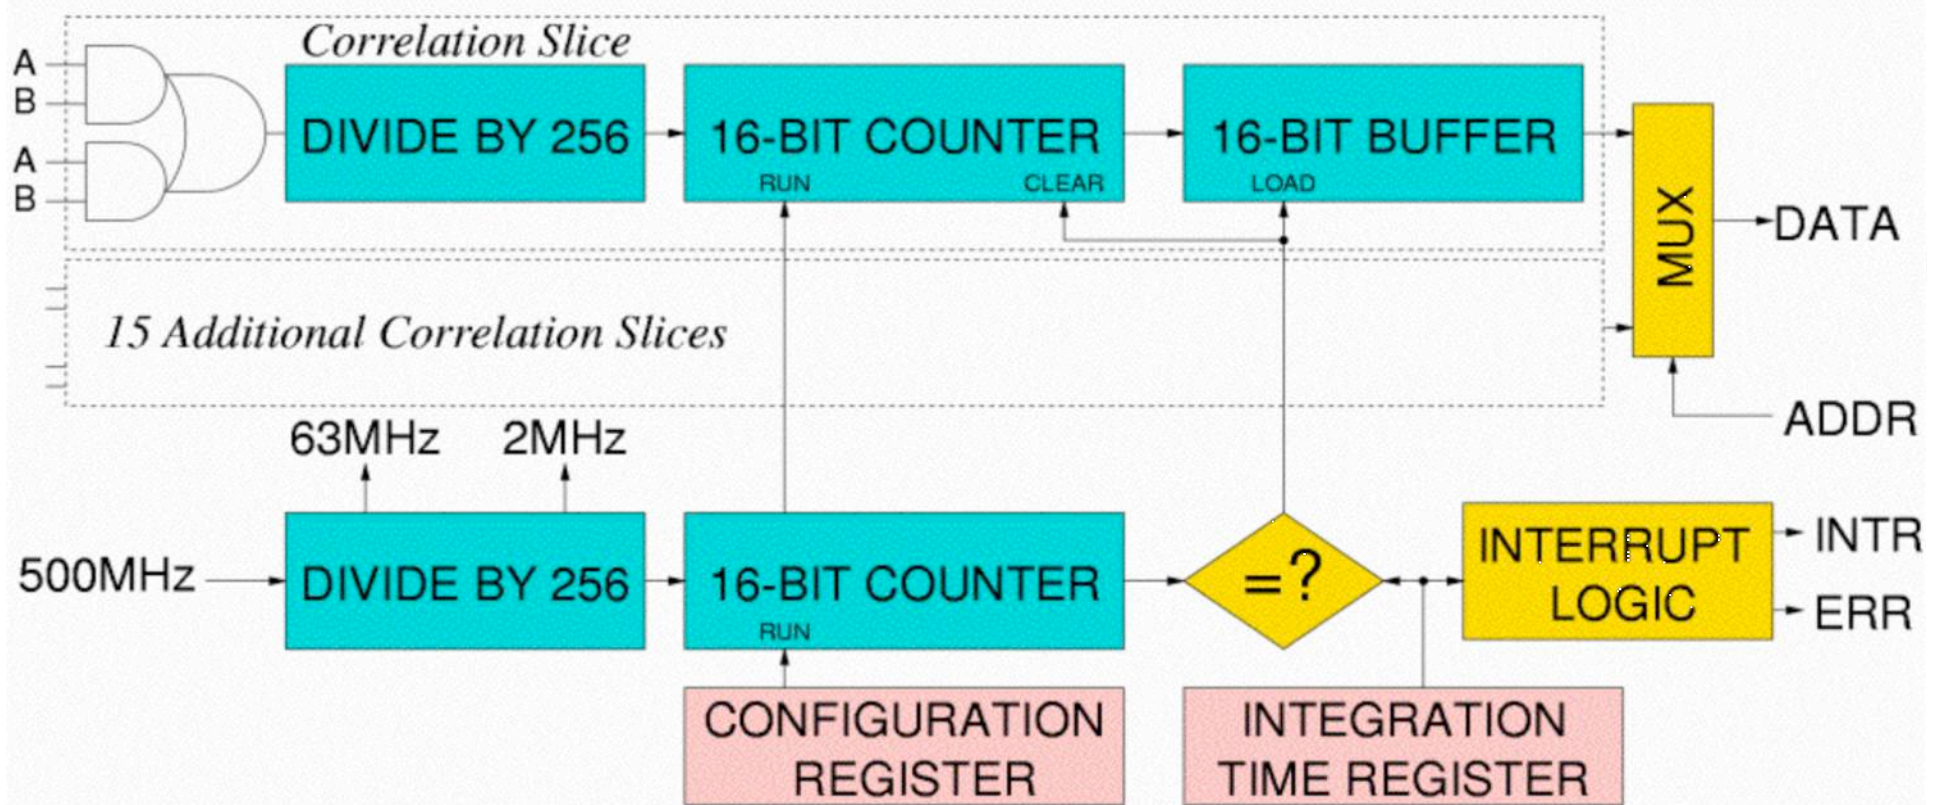 Correlation Slice
A
B
A
B
DIVIDE BY 256
16-BIT COUNTER
RUN
CLEAR
16-BIT BUFFER
LOAD
MUX
DATA
15 Additional Correlation Slices
ADDR
63MHz
2MHz
500MHz
DIVIDE BY 256
16-BIT COUNTER
RUN
=?
INTERRUPT
LOGIC
INTR
ERR
CONFIGURATION
REGISTER
INTEGRATION
TIME REGISTER